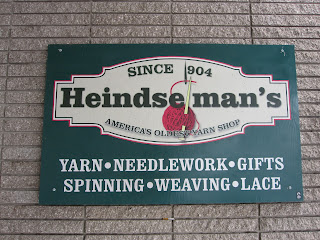 SINCE 1904
Heindselman's
AMERICA'S OLDEST YARN SHOP
YARN•NEEDLEWORK•GIFTS
SPINNING•WEAVING•LACE